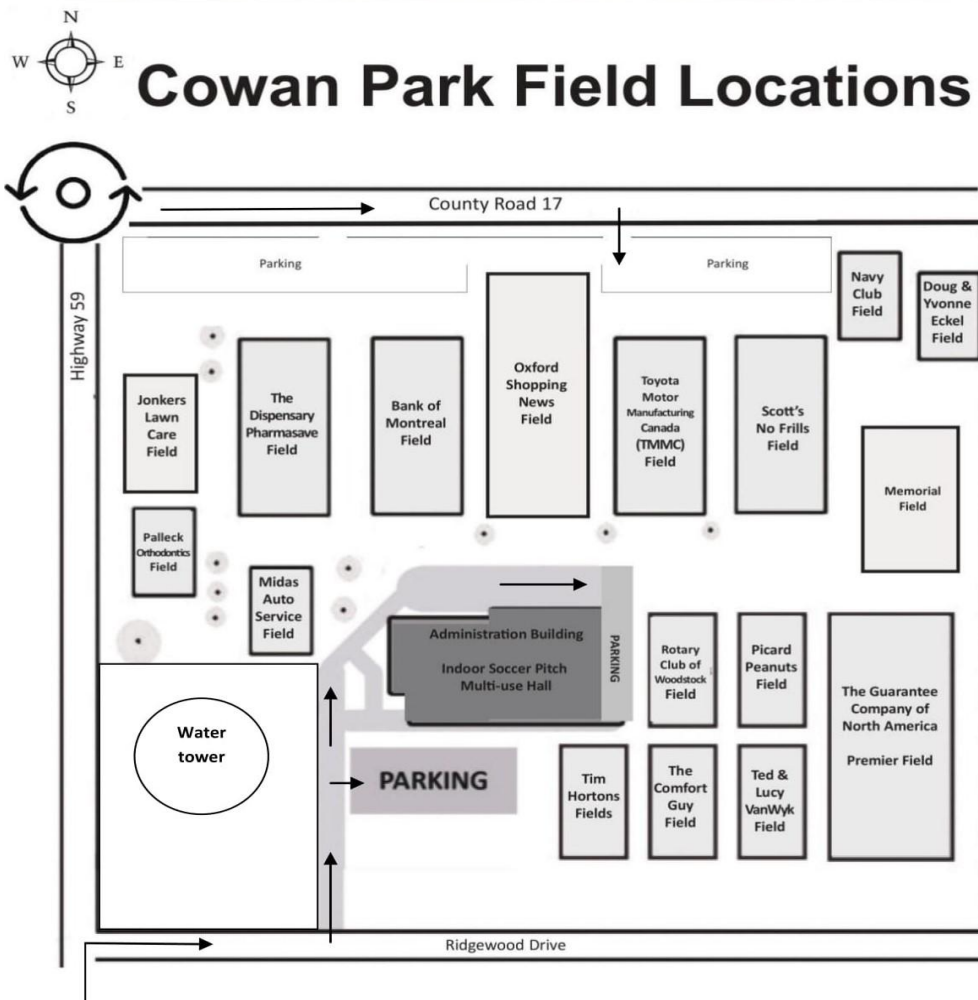 N
W E
S
Cowan Park Field Locations
County Road 17
Parking
Parking
Highway 59
Navy
Club
Field
Doug &
Yvonne
Eckel
Field
Jonkers
Lawn
Care
Field
The
Dispensary
Pharmasave
Field
Bank of
Montreal
Field
Oxford
Shopping
News
Field
Toyota
Motor
Manufacturing
Canada
(TMMC)
Field
Scott's
No Frills
Field
Memorial
Field
Palleck
Orthodontics
Field
Midas
Auto
Service
Field
Administration Building
Indoor Soccer Pitch
Multi-use Hall
PARKING
Rotary
Club of
Woodstock
Field
Picard
Peanuts
Field
The Guarantee
Company of
North America
Premier Field
Water
tower
PARKING
Tim
Hortons
Fields
The
Comfort
Guy
Field
Ted &
Lucy
VanWyk
Field
Ridgewood Drive